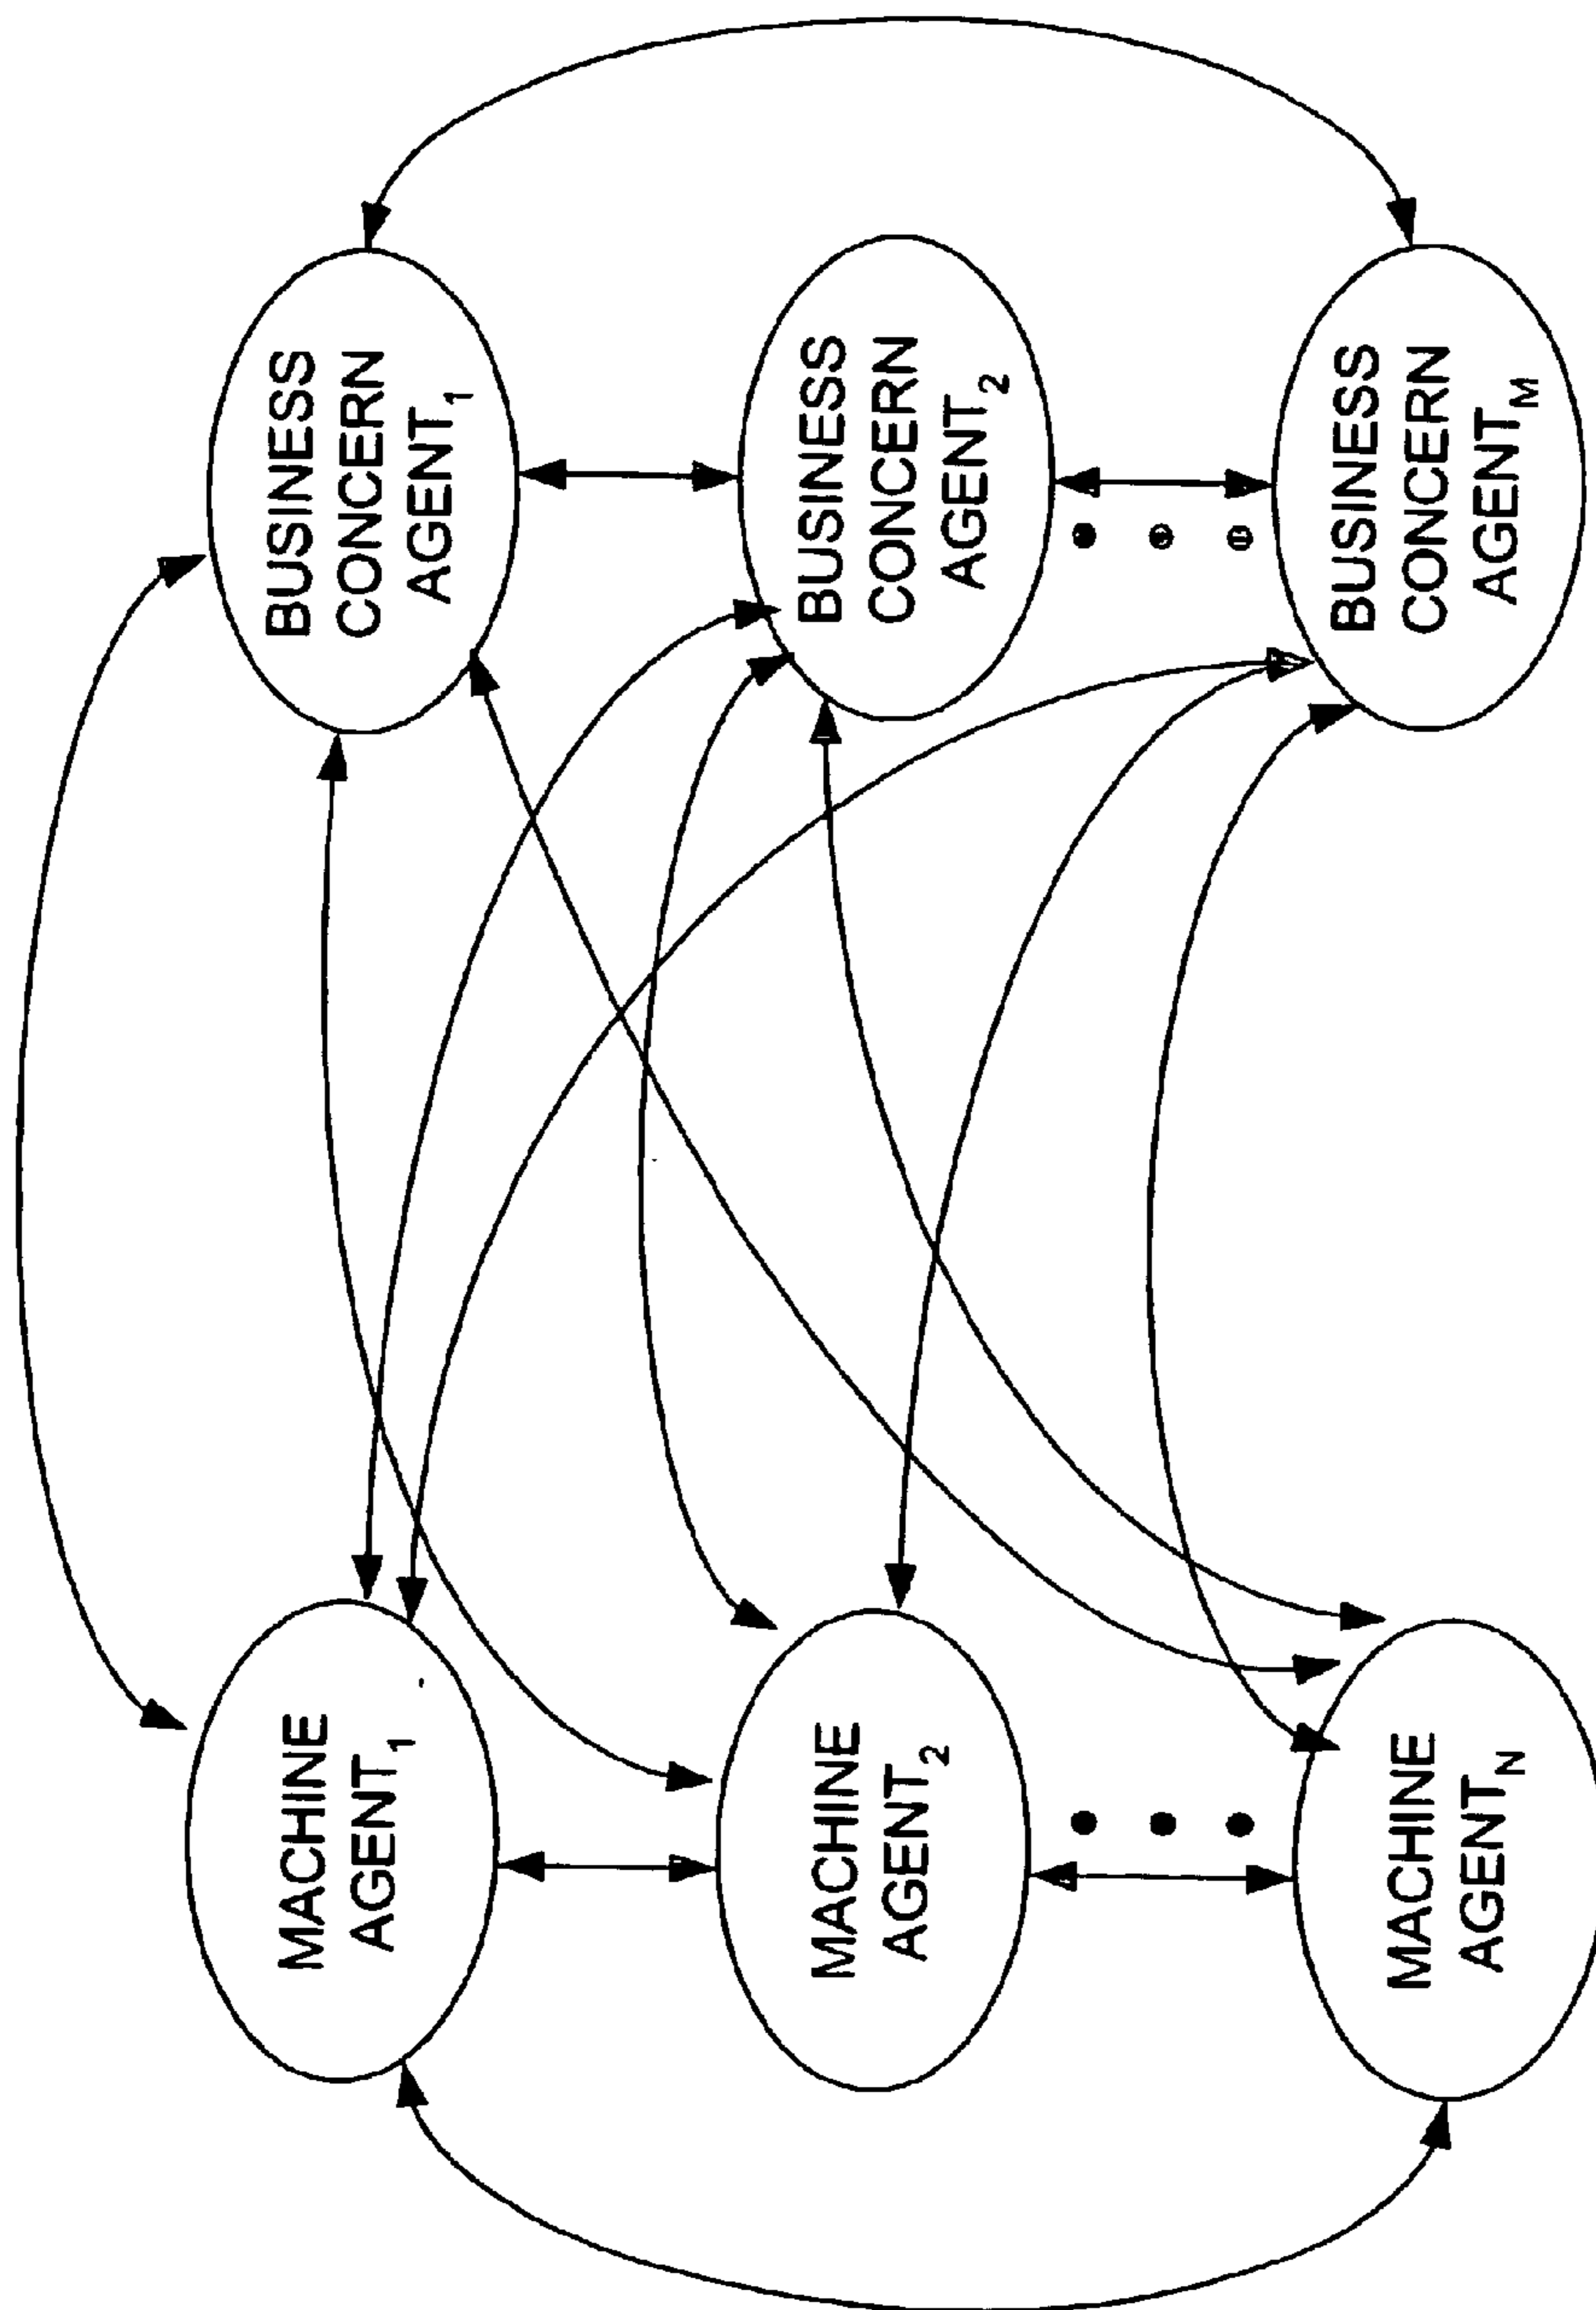 MACHINE
AGENT1
BUSINESS
CONCERN
AGENT1
MACHINE
AGENT2
BUSINESS
CONCERN
AGENT2
MACHINE
AGENTN
BUSINESS
CONCERN
AGENTM